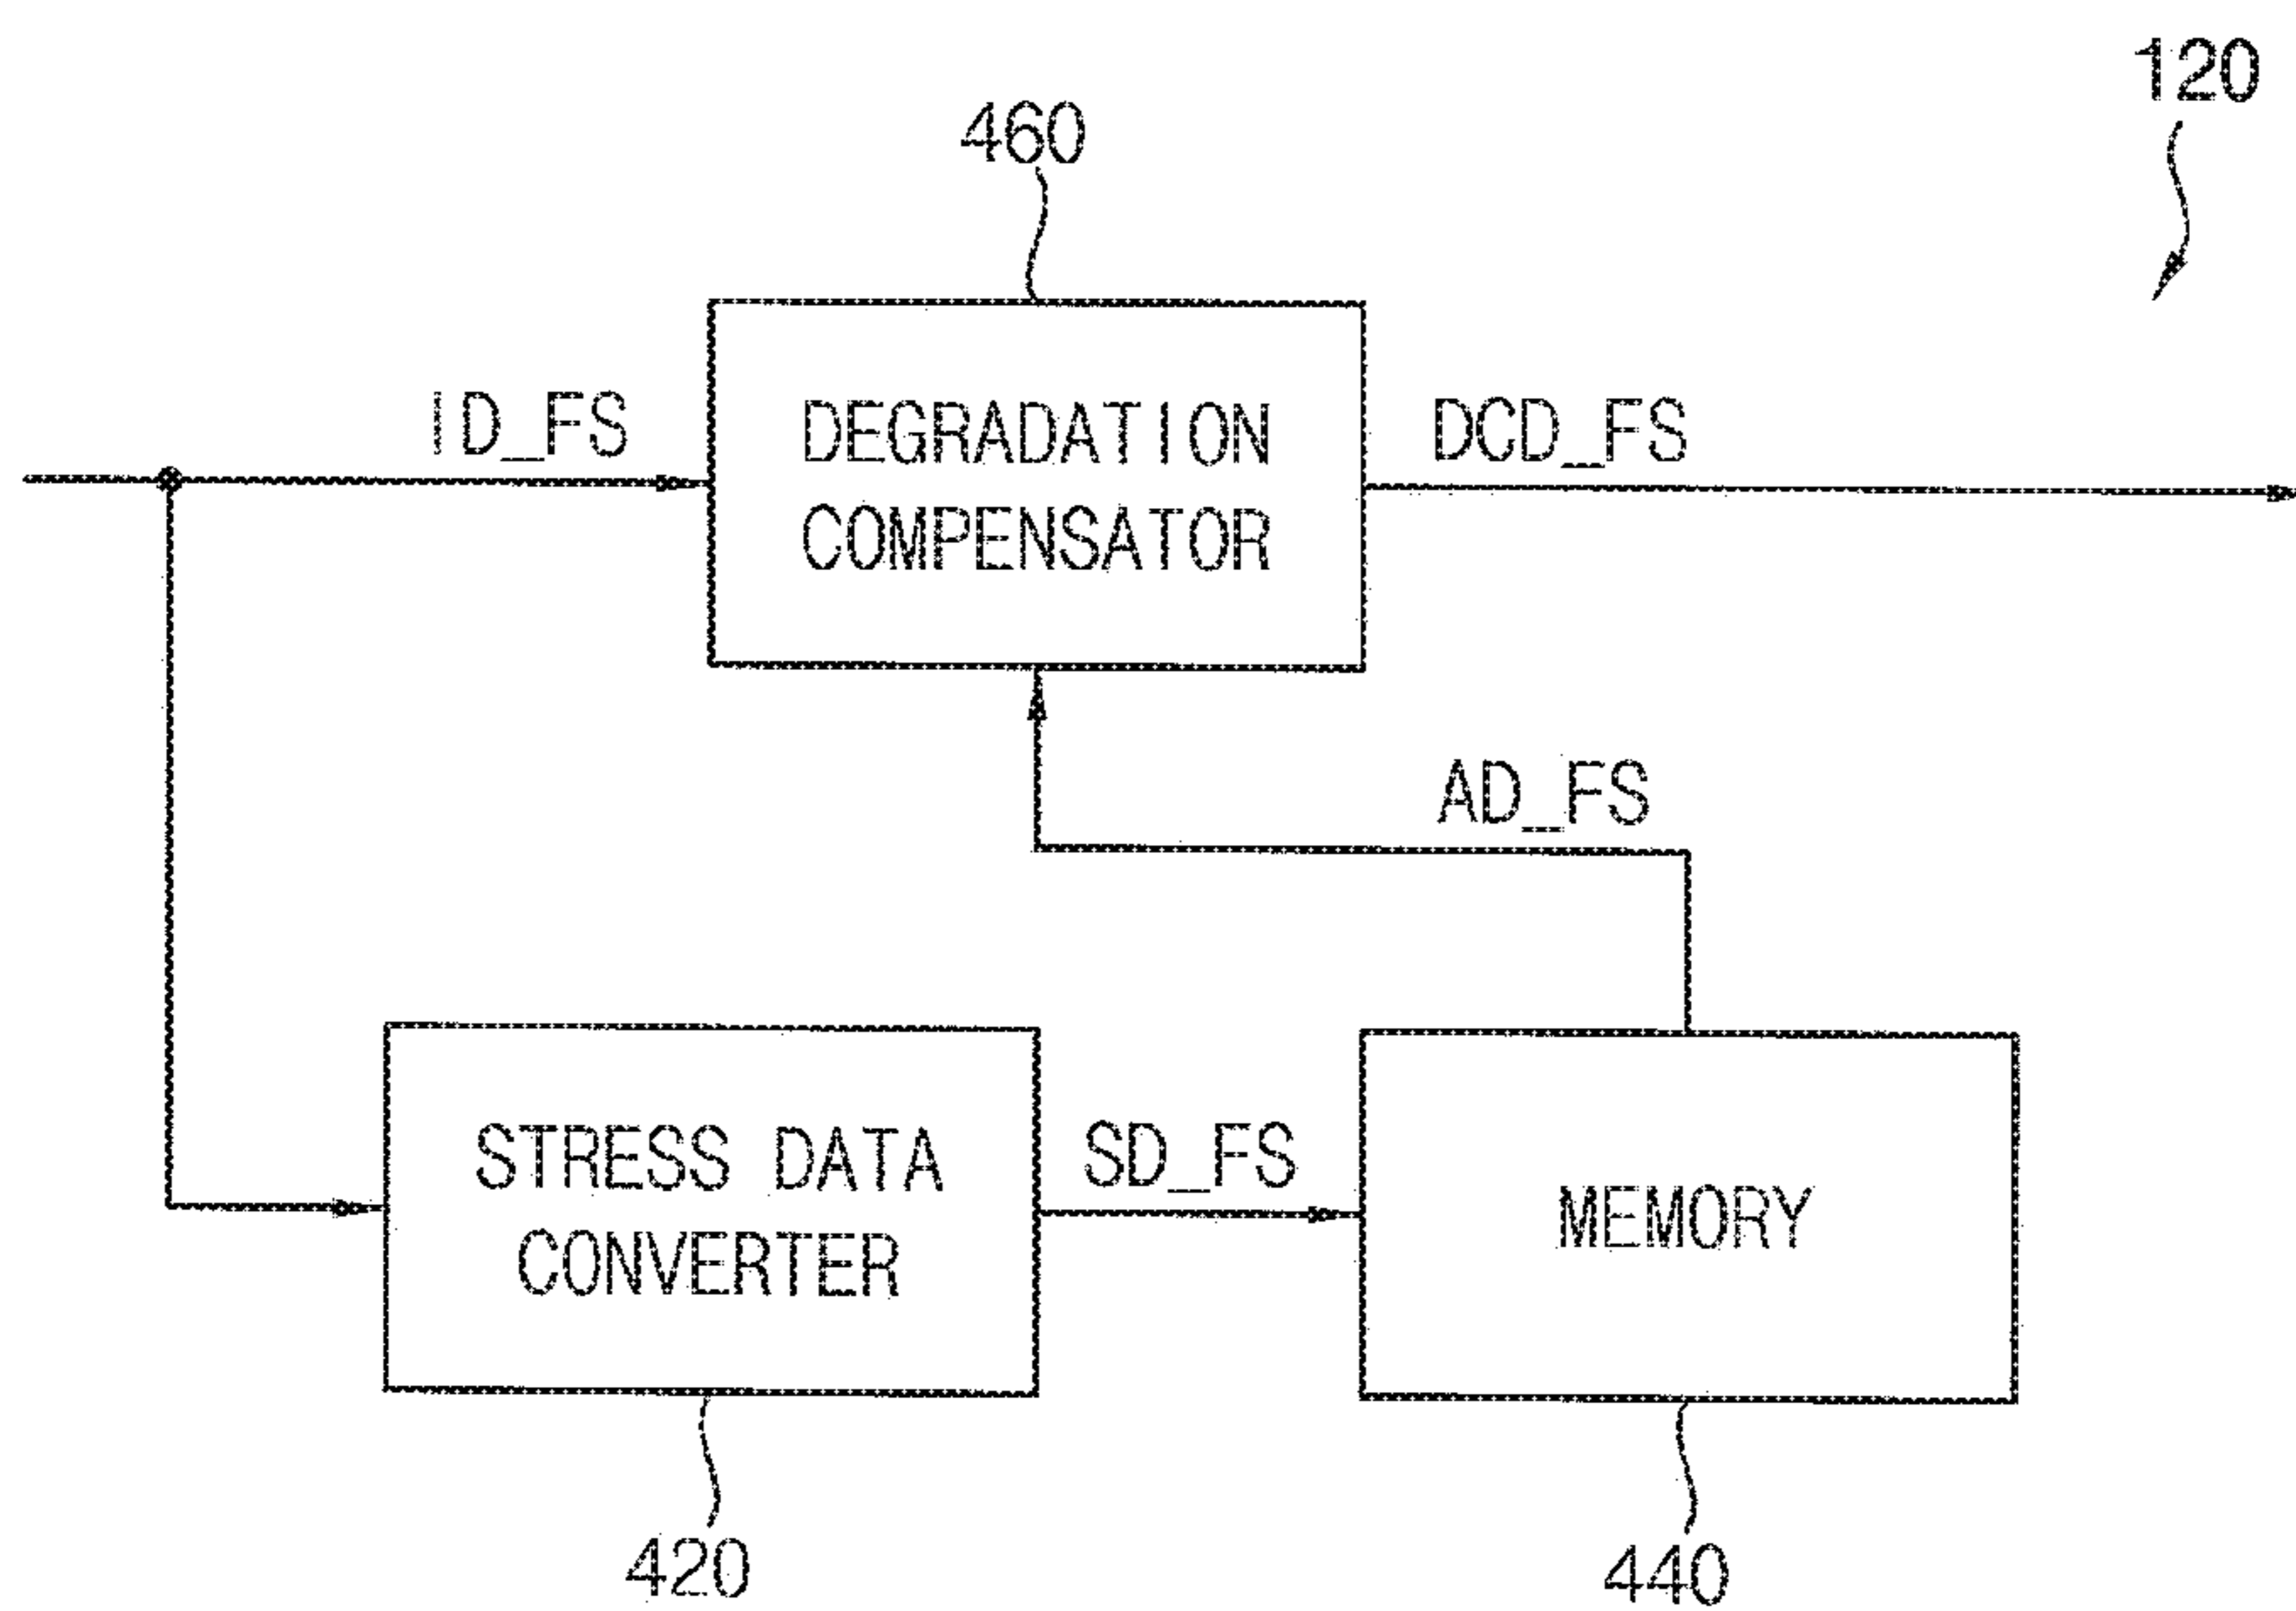 120
460
ID_FS
DEGRADATION
COMPENSATOR
DCD_FS
AD_FS
STRESS DATA
CONVERTER
SD_FS
MEMORY
420
440